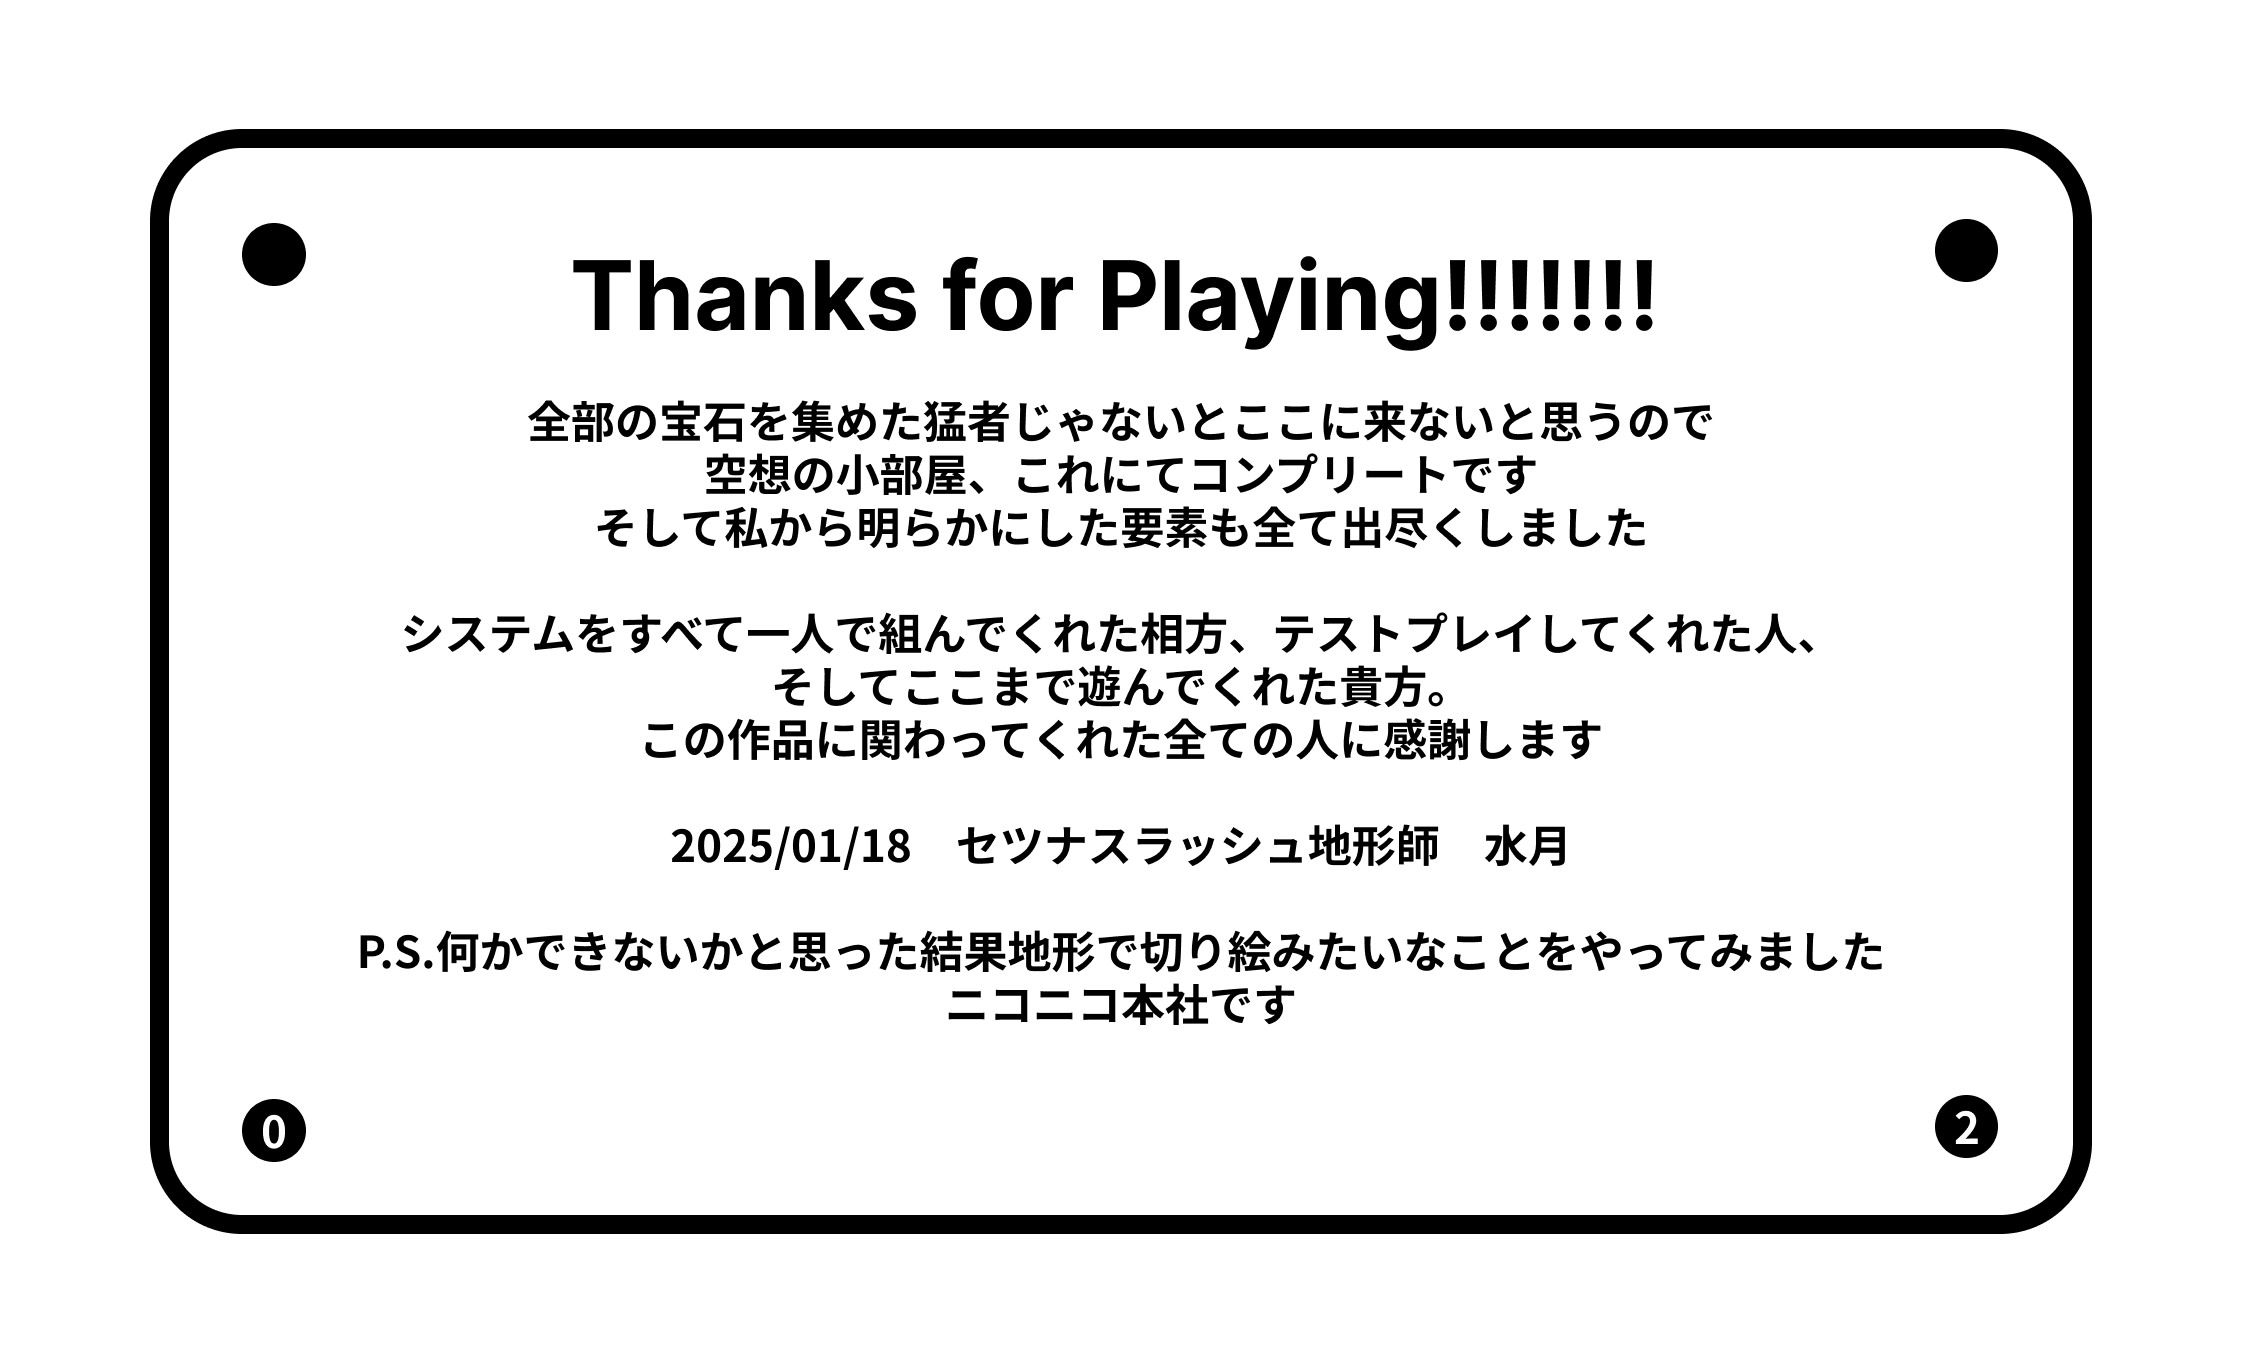 Thanks for Playing!!!!!!!
全部の宝石を集めた猛者じゃないとここに来ないと思うので
空想の小部屋、これにてコンプリートです
そして私から明らかにした要素も全て出尽くしました
システムをすべて一人で組んでくれた相方、テストプレイしてくれた人、
そしてここまで遊んでくれた貴方。
この作品に関わってくれた全ての人に感謝します
2025/01/18　セツナスラッシュ地形師　水月
P.S.何かできないかと思った結果地形で切り絵みたいなことをやってみました
ニコニコ本社です
0
2